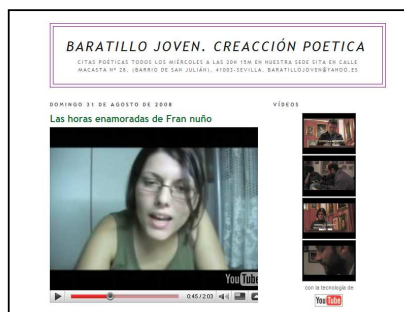 BARATILLO JOVEN. CREACCIÓN POETICA
CITAS POÉTICAS TODOS LOS MIÉRCOLES A LAS 20H 15M EN NUESTRA SEDE SITA EN CALLE
MACASTA Nº 28. (BARRIO DE SAN JULIÁN). 41003-SEVILLA. BARATILLOJOVEN@YAHOO.ES
DOMINGO 31 DE AGOSTO DE 2008
Las horas enamoradas de Fran nuño
YouTube
0:45 / 2:03
VÍDEOS
con la tecnología de
YouTube